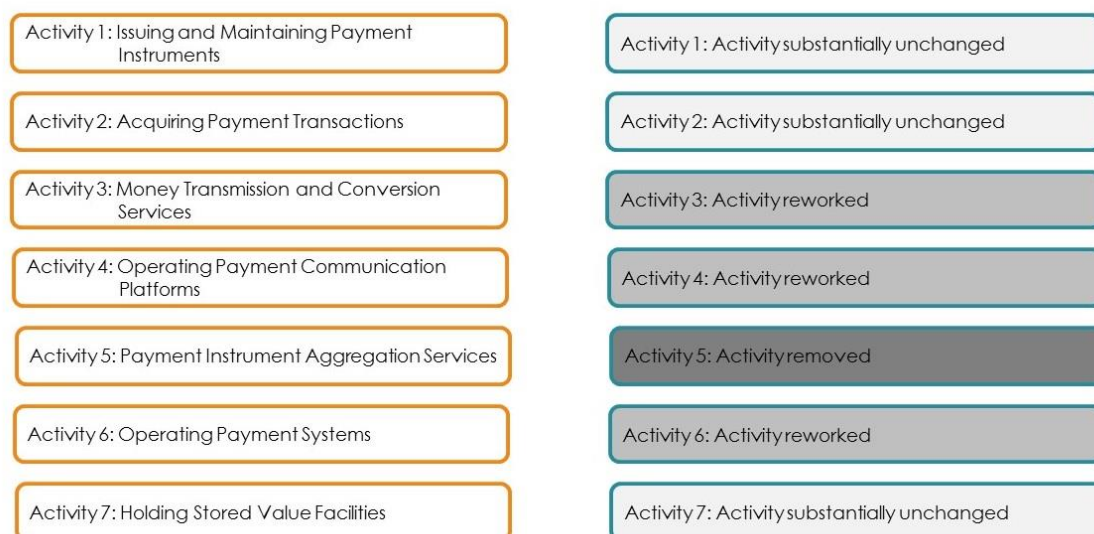 Activity 1: Issuing and Maintaining Payment
Instruments
Activity 1: Activity substantially unchanged
Activity 2: Acquiring Payment Transactions
Activity 2: Activity substantially unchanged
Activity 3: Money Transmission and Conversion
Services
Activity 3: Activity reworked
Activity 4: Operating Payment Communication
Platforms
Activity 4: Activity reworked
Activity 5: Payment Instrument Aggregation Services
Activity 5: Activity removed
Activity 6: Operating Payment Systems
Activity 6: Activity reworked
Activity 7: Holding Stored Value Facilities
Activity 7: Activity substantially unchanged